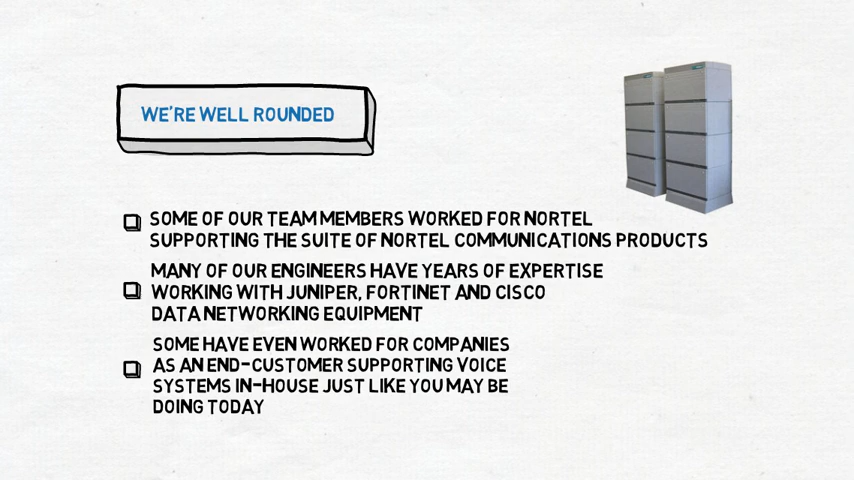 WE'RE WELL ROUNDED
SOME OF OUR TEAM MEMBERS WORKED FOR NORTEL
SUPPORTING THE SUITE OF NORTEL COMMUNICATIONS PRODUCTS
MANY OF OUR ENGINEERS HAVE YEARS OF EXPERTISE
WORKING WITH JUNIPER, FORTINET AND CISCO
DATA NETWORKING EQUIPMENT
SOME HAVE EVEN WORKED FOR COMPANIES
AS AN END-CUSTOMER SUPPORTING VOICE
SYSTEMS IN-HOUSE JUST LIKE YOU MAY BE
DOING TODAY